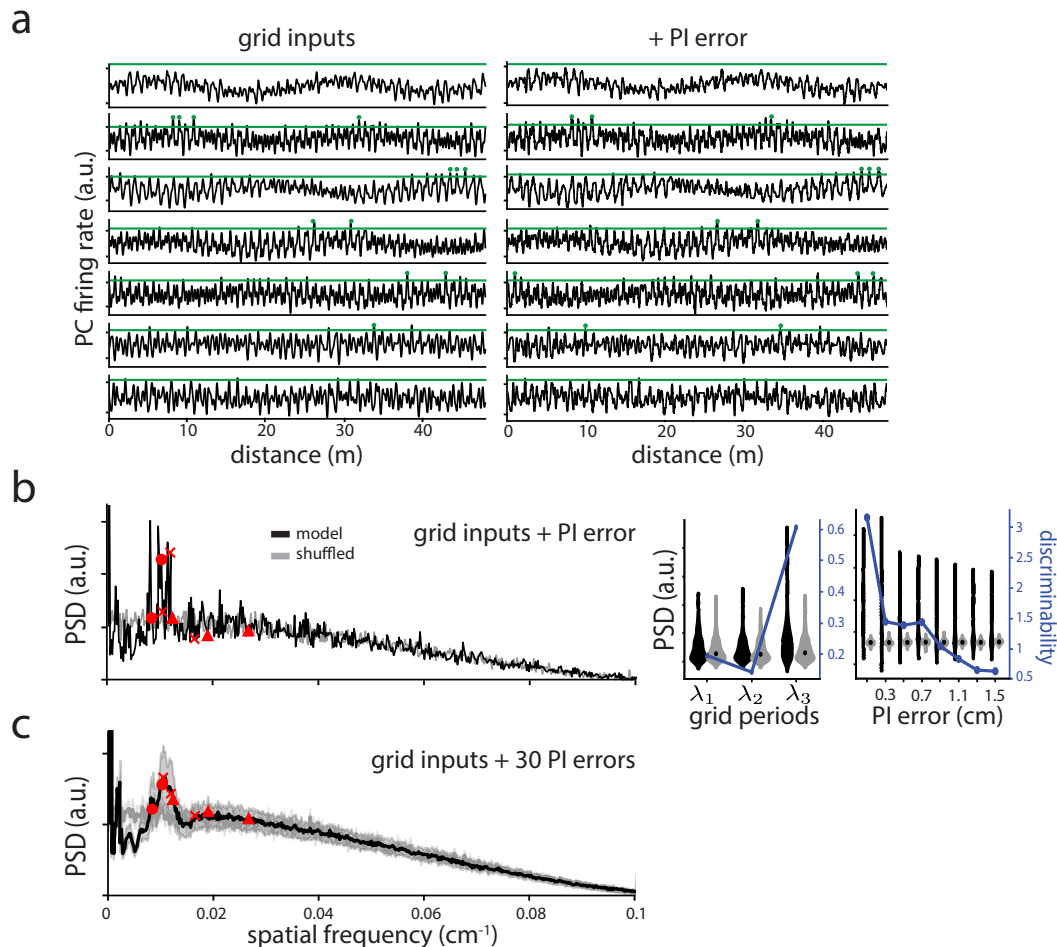 a
grid inputs
+ PI error
PC firing rate (a.u.)
0 10 20 30 40
0 10 20 30 40
distance (m)
distance (m)
b
grid inputs + PI error
model
shuffled
PSD (a.u.)
PSD (a.u.)
0.6
0.5
0.4
0.3
0.2
λ1 λ2 λ3
grid periods
3
2.5
2
1.5
1
0.5
discriminability
0.3 0.7 1.1 1.5
PI error (cm)
c
grid inputs + 30 PI errors
PSD (a.u.)
0 0.02 0.04 0.06 0.08 0.1
spatial frequency (cm-1)